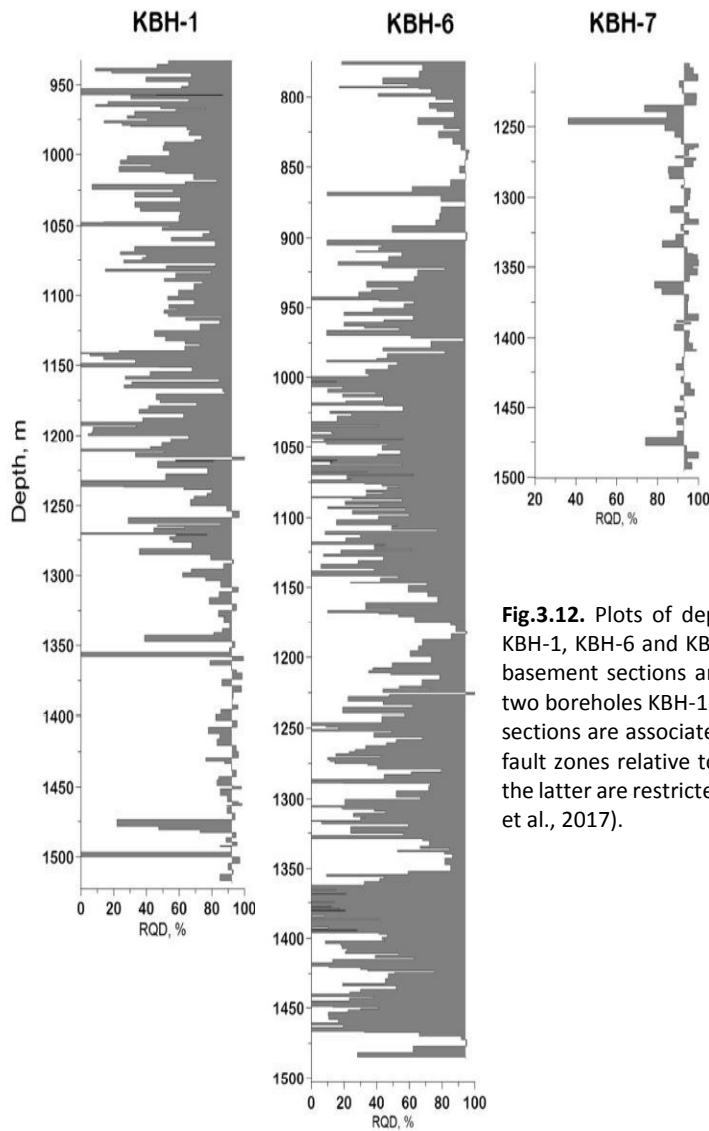 KBH-1
KBH-6
KBH-7
Depth, m
950
1000
1050
1100
1150
1200
1250
1300
1350
1400
1450
1500
0 20 40 60 80 100
RQD, %
800
850
900
950
1000
1050
1100
1150
1200
1250
1300
1350
1400
1450
1500
0 20 40 60 80 100
RQD, %
1250
1300
1350
1400
1450
1500
20 40 60 80 100
RQD, %
Fig.3.12. Plots of dep
KBH-1, KBH-6 and KB
basement sections ar
two boreholes KBH-1
sections are associate
fault zones relative to
the latter are restricte
et al., 2017).